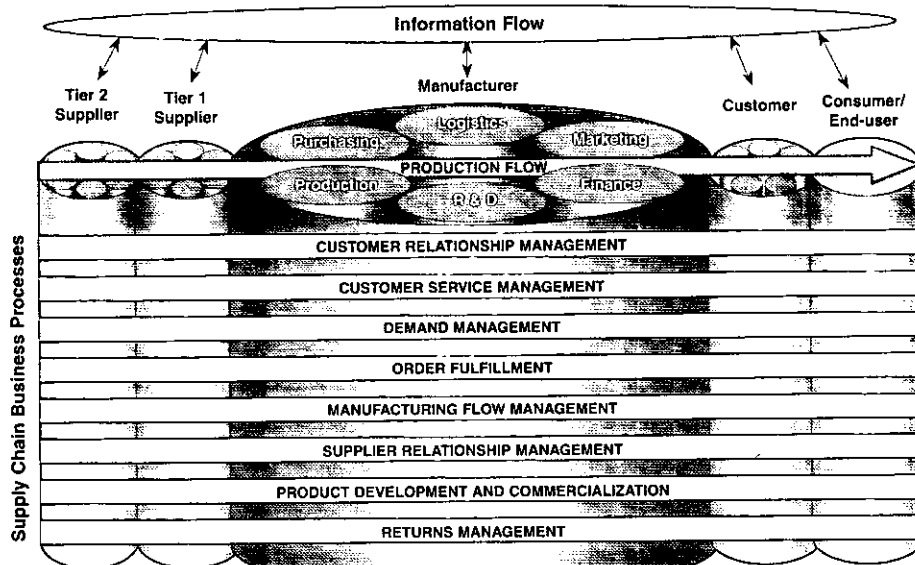 Information Flow
Tier 2
Supplier
Tier 1
Supplier
Manufacturer
Customer
Consumer/
End-user
Purchasing
Logistics
Marketing
PRODUCTION FLOW
Production
R & D
Finance
Supply Chain Business Processes
CUSTOMER RELATIONSHIP MANAGEMENT
CUSTOMER SERVICE MANAGEMENT
DEMAND MANAGEMENT
ORDER FULFILLMENT
MANUFACTURING FLOW MANAGEMENT
SUPPLIER RELATIONSHIP MANAGEMENT
PRODUCT DEVELOPMENT AND COMMERCIALIZATION
RETURNS MANAGEMENT